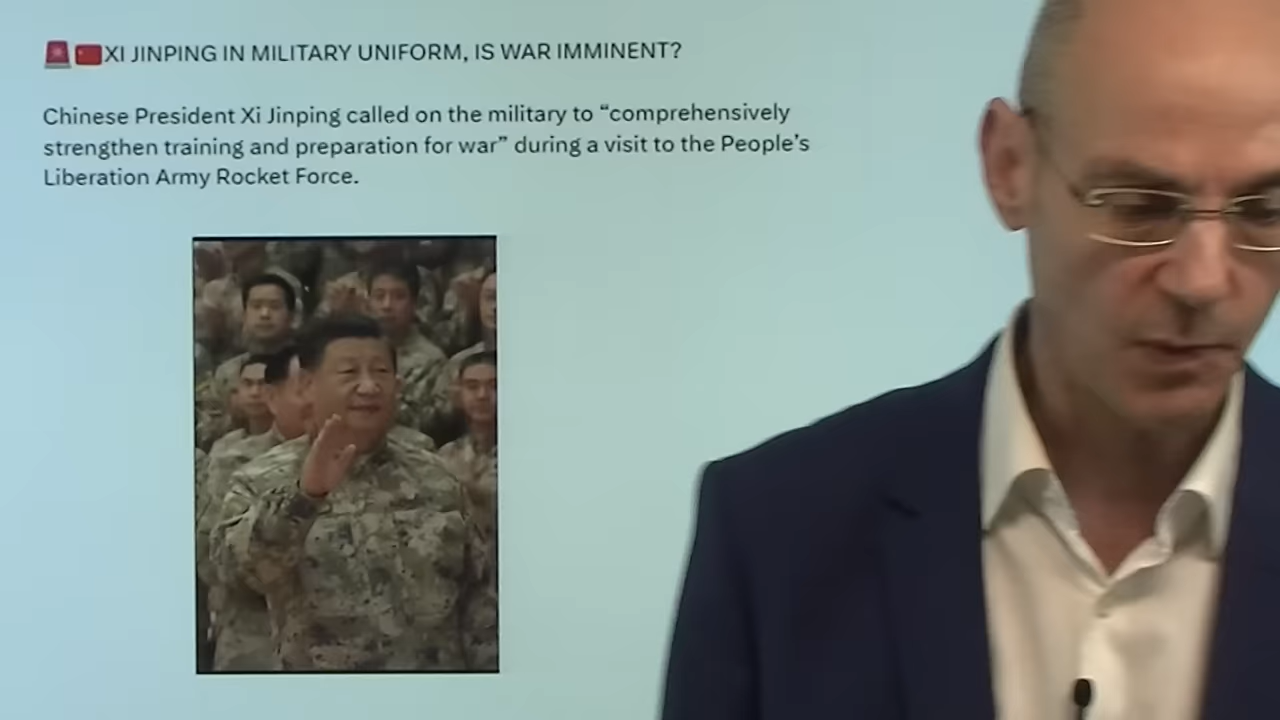 🚨🇨🇳XI JINPING IN MILITARY UNIFORM, IS WAR IMMINENT?
Chinese President Xi Jinping called on the military to “comprehensively
strengthen training and preparation for war” during a visit to the People’s
Liberation Army Rocket Force.